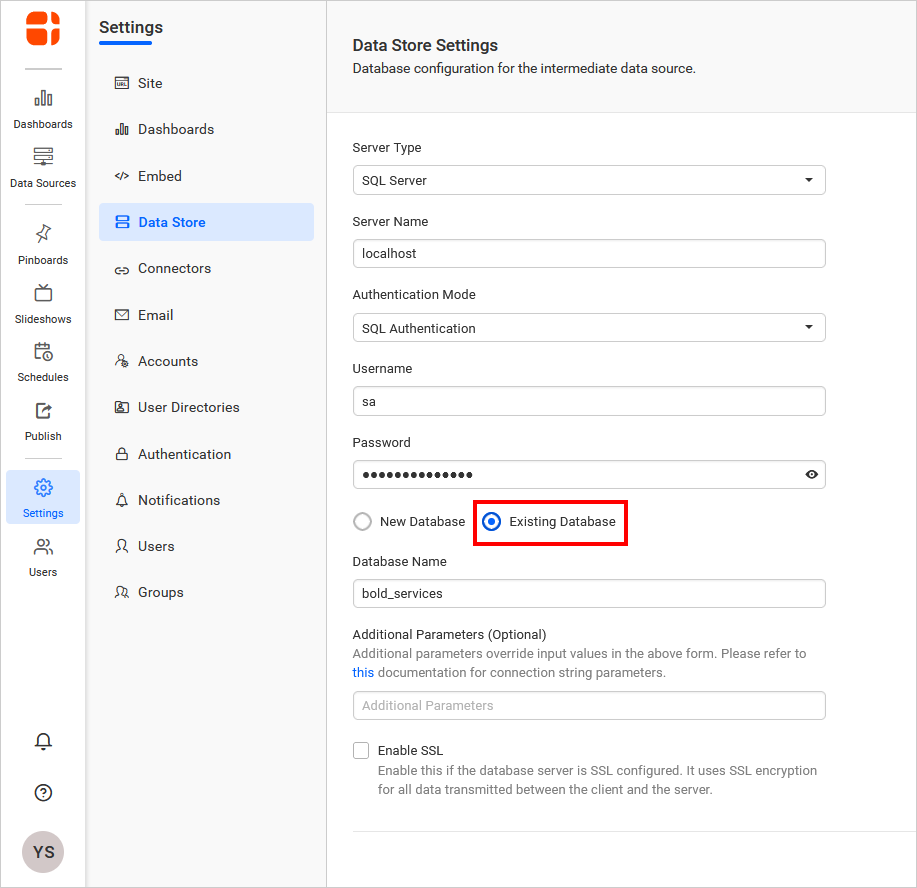 Dashboards
Data Sources
Pinboards
Slideshows
Schedules
Publish
Settings
Users
YS
Settings
URL
Site
Dashboards
</> Embed
Data Store
Connectors
Email
Accounts
User Directories
Authentication
Notifications
Users
Groups
Data Store Settings
Database configuration for the intermediate data source.
Server Type
SQL Server
Server Name
localhost
Authentication Mode
SQL Authentication
Username
sa
Password
••••••••••••••
New Database
Existing Database
Database Name
bold_services
Additional Parameters (Optional)
Additional parameters override input values in the above form. Please refer to
this documentation for connection string parameters.
Additional Parameters
Enable SSL
Enable this if the database server is SSL configured. It uses SSL encryption
for all data transmitted between the client and the server.